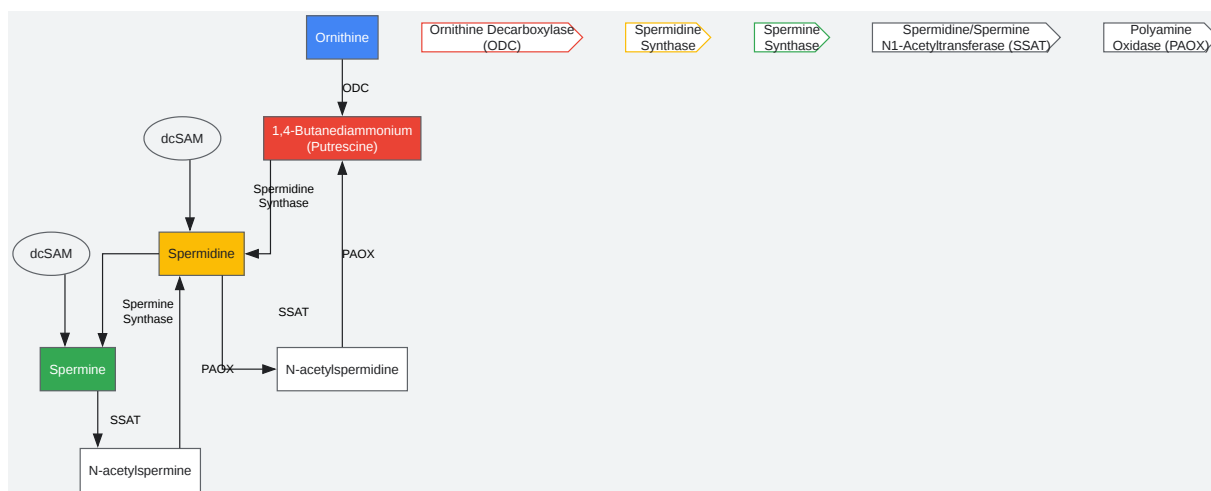 Ornithine
Ornithine Decarboxylase
(ODC)
Spermidine
Synthase
Spermine
Synthase
Spermidine/Spermine
N1-Acetyltransferase (SSAT)
Polyamine
Oxidase (PAOX)
ODC
dcSAM
1,4-Butanediammonium
(Putrescine)
Spermidine
Synthase
dcSAM
Spermidine
PAOX
Spermine
Synthase
SSAT
Spermine
PAOX
N-acetylspermidine
SSAT
N-acetylspermine